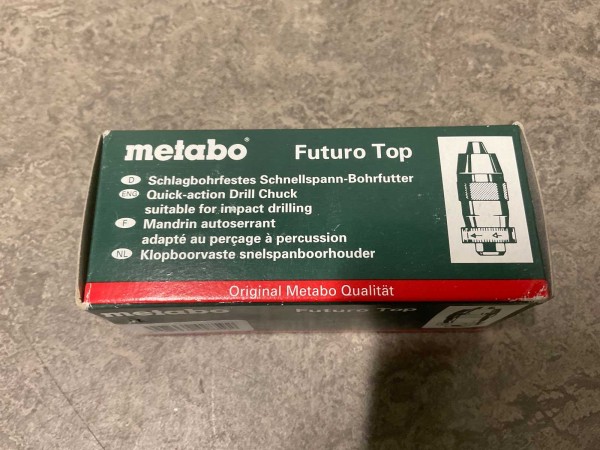 metabo®
Futuro Top
D Schlagbohrfestes Schnellspann-Bohrfutter
ENG Quick-action Drill Chuck
suitable for impact drilling
F Mandrin autoserrant
adapté au perçage à percussion
NL Klopboorvaste snelspanboorhouder
Original Metabo Qualität
metabo
Futuro Top